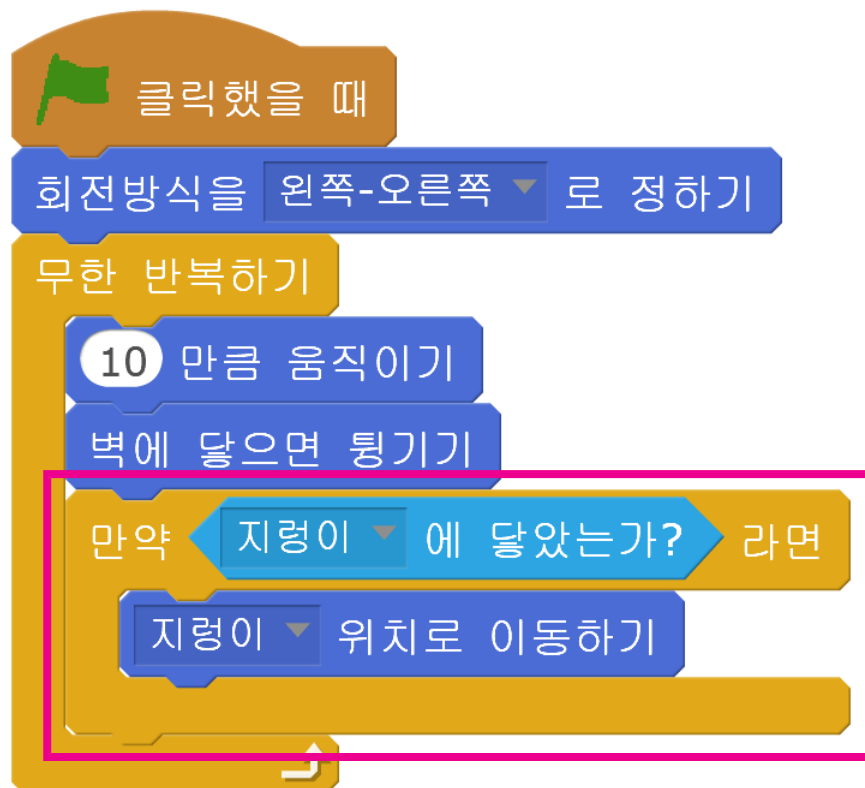 클릭했을 때
회전방식을 왼쪽-오른쪽 로 정하기
무한 반복하기
10 만큼 움직이기
벽에 닿으면 튕기기
만약 지렁이 에 닿았는가? 라면
지렁이 위치로 이동하기